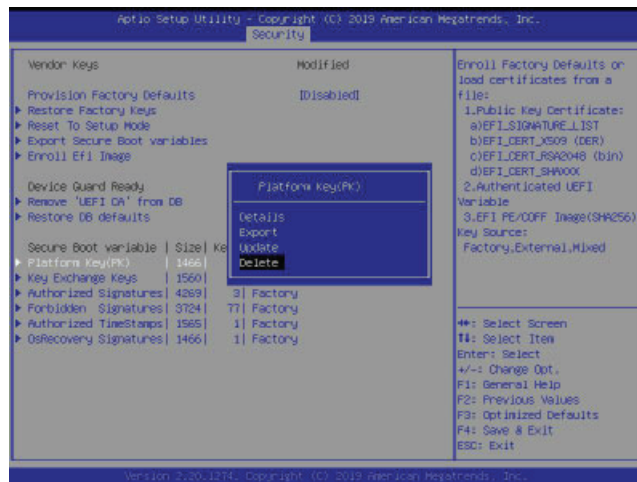 Aptio Setup Utility - Copyright (C) 2019 American Megatrends, Inc.
Security
Vendor Keys Modified
Provision Factory Defaults [Disabled]
Restore Factory Keys
Reset To Setup Mode
Export Secure Boot variables
Enroll Efi Image
Device Guard Ready
Remove 'UEFI CA' from DB
Restore DB defaults
Secure Boot variable | Size| Ke
Platform Key(PK) | 1466|
Key Exchange Keys | 1560|
Authorized Signatures| 4269| 3| Factory
Forbidden Signatures| 3724| 77| Factory
Authorized TimeStamps| 1565| 1| Factory
OsRecovery Signatures| 1466| 1| Factory
Platform Key(PK)
Details
Export
Update
Delete
Enroll Factory Defaults or
load certificates from a
file:
1.Public Key Certificate:
a)EFI_SIGNATURE_LIST
b)EFI_CERT_X509 (DER)
c)EFI_CERT_RSA2048 (bin)
d)EFI_CERT_SHAXXX
2.Authenticated UEFI
Variable
3.EFI PE/COFF Image(SHA256)
Key Source:
Factory,External,Mixed
→←: Select Screen
↑↓: Select Item
Enter: Select
+/-: Change Opt.
F1: General Help
F2: Previous Values
F3: Optimized Defaults
F4: Save & Exit
ESC: Exit
Version 2.20.1274. Copyright (C) 2019 American Megatrends, Inc.